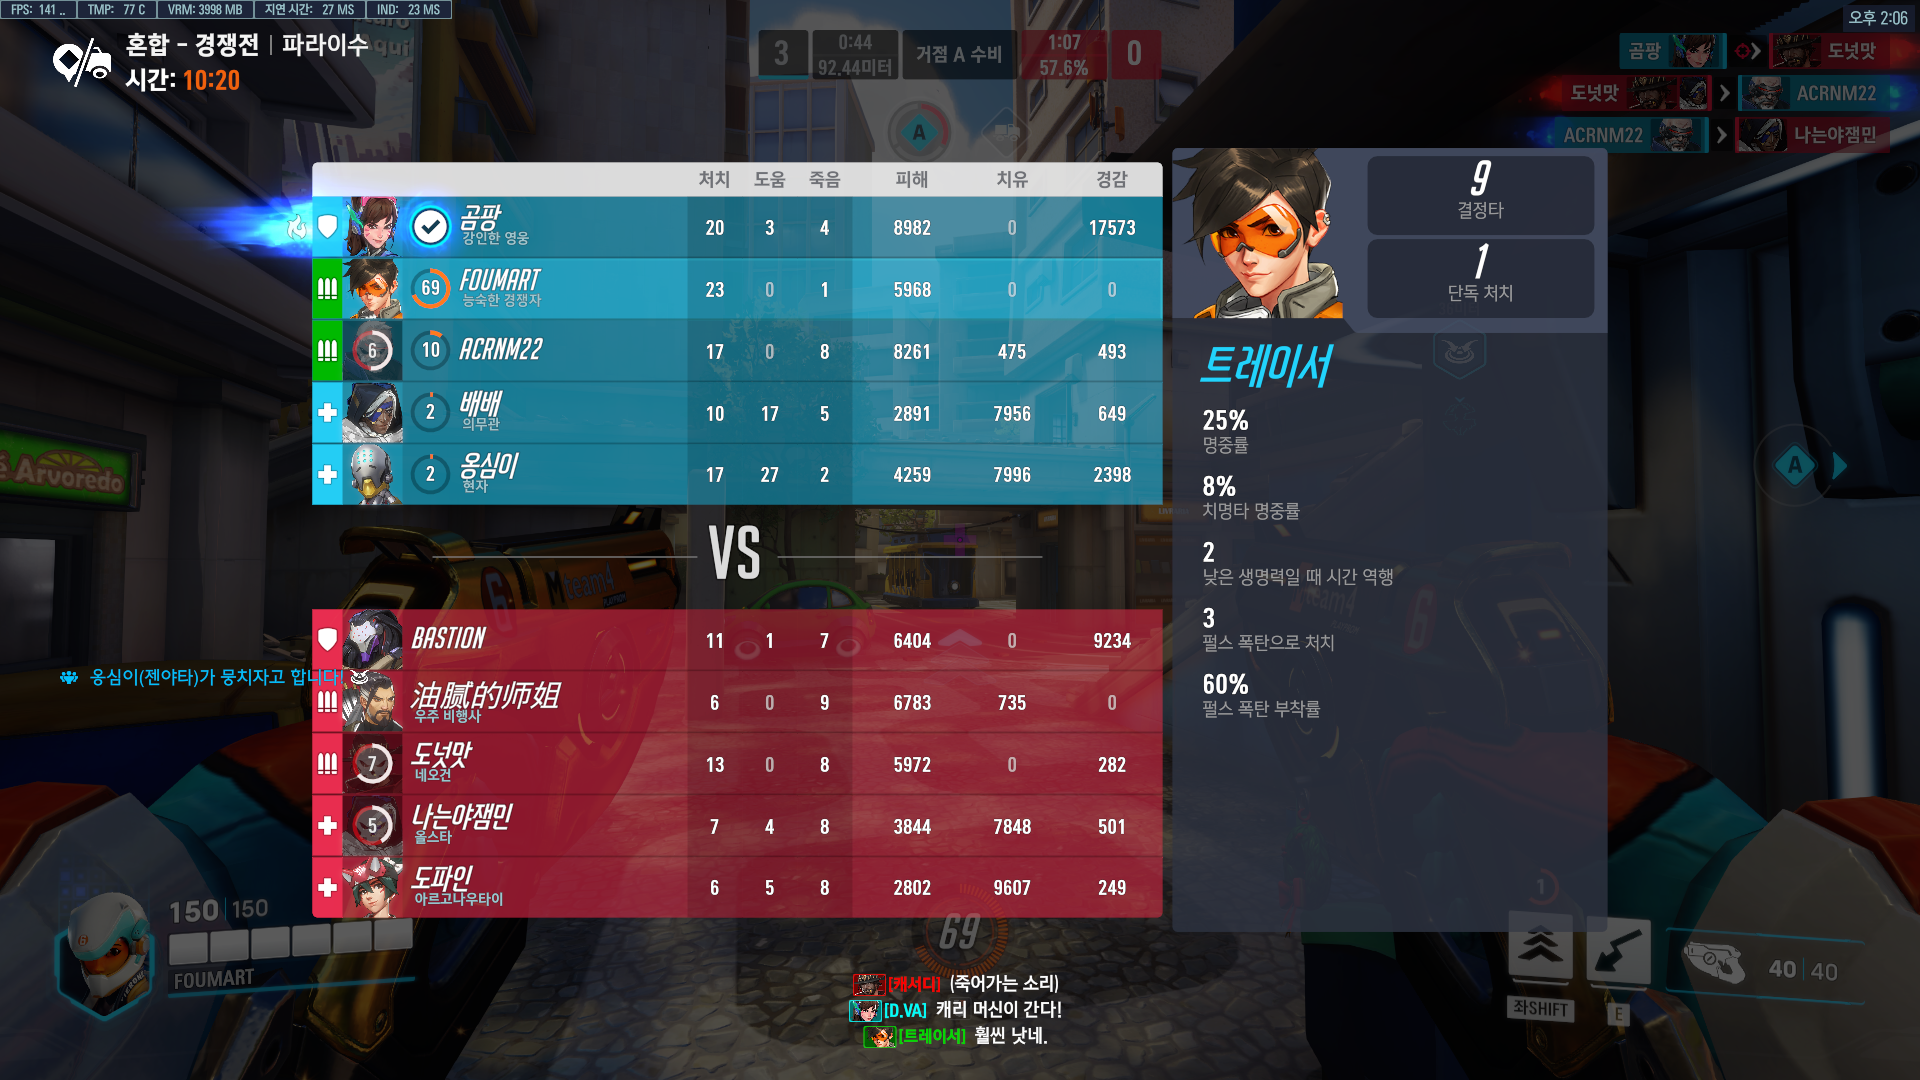 FPS: 141 .. TMP: 77 C VRM: 3998 MB 지연 시간: 27 MS IND: 23 MS
오후 2:06
혼합 - 경쟁전 | 파라이수
시간: 10:20
3 0:44 92.44미터 거점 A 수비 1:07 57.6% 0
A
곰팡 도넛맛
도넛맛 ACRNM22
ACRNM22 나는야잼민
처치 도움 죽음 피해 치유 경감
곰팡 20 3 4 8982 0 17573
강인한 영웅
69 FOUMART 23 0 1 5968 0 0
능숙한 경쟁자
6 10 ACRNM22 17 0 8 8261 475 493
2 배배 10 17 5 2891 7956 649
의무관
2 옹심이 17 27 2 4259 7996 2398
현자
VS
BASTION 11 1 7 6404 0 9234
油腻的师姐 6 0 9 6783 735 0
우주 비행사
7 도넛맛 13 0 8 5972 0 282
네오건
5 나는야잼민 7 4 8 3844 7848 501
올스타
도파인 6 5 8 2802 9607 249
아르고나우타이
9
결정타
1
단독 처치
트레이서
25%
명중률
8%
치명타 명중률
2
낮은 생명력일 때 시간 역행
3
펄스 폭탄으로 처치
60%
펄스 폭탄 부착률
A
Arvoredo
6 Mteam4
team4 6
옹심이(젠야타)가 뭉치자고 합니다!
150 | 150
FOUMART
69
[캐서디] (죽어가는 소리)
[D.VA] 캐리 머신이 간다!
[트레이서] 훨씬 낫네.
1
좌SHIFT E
40 | 40